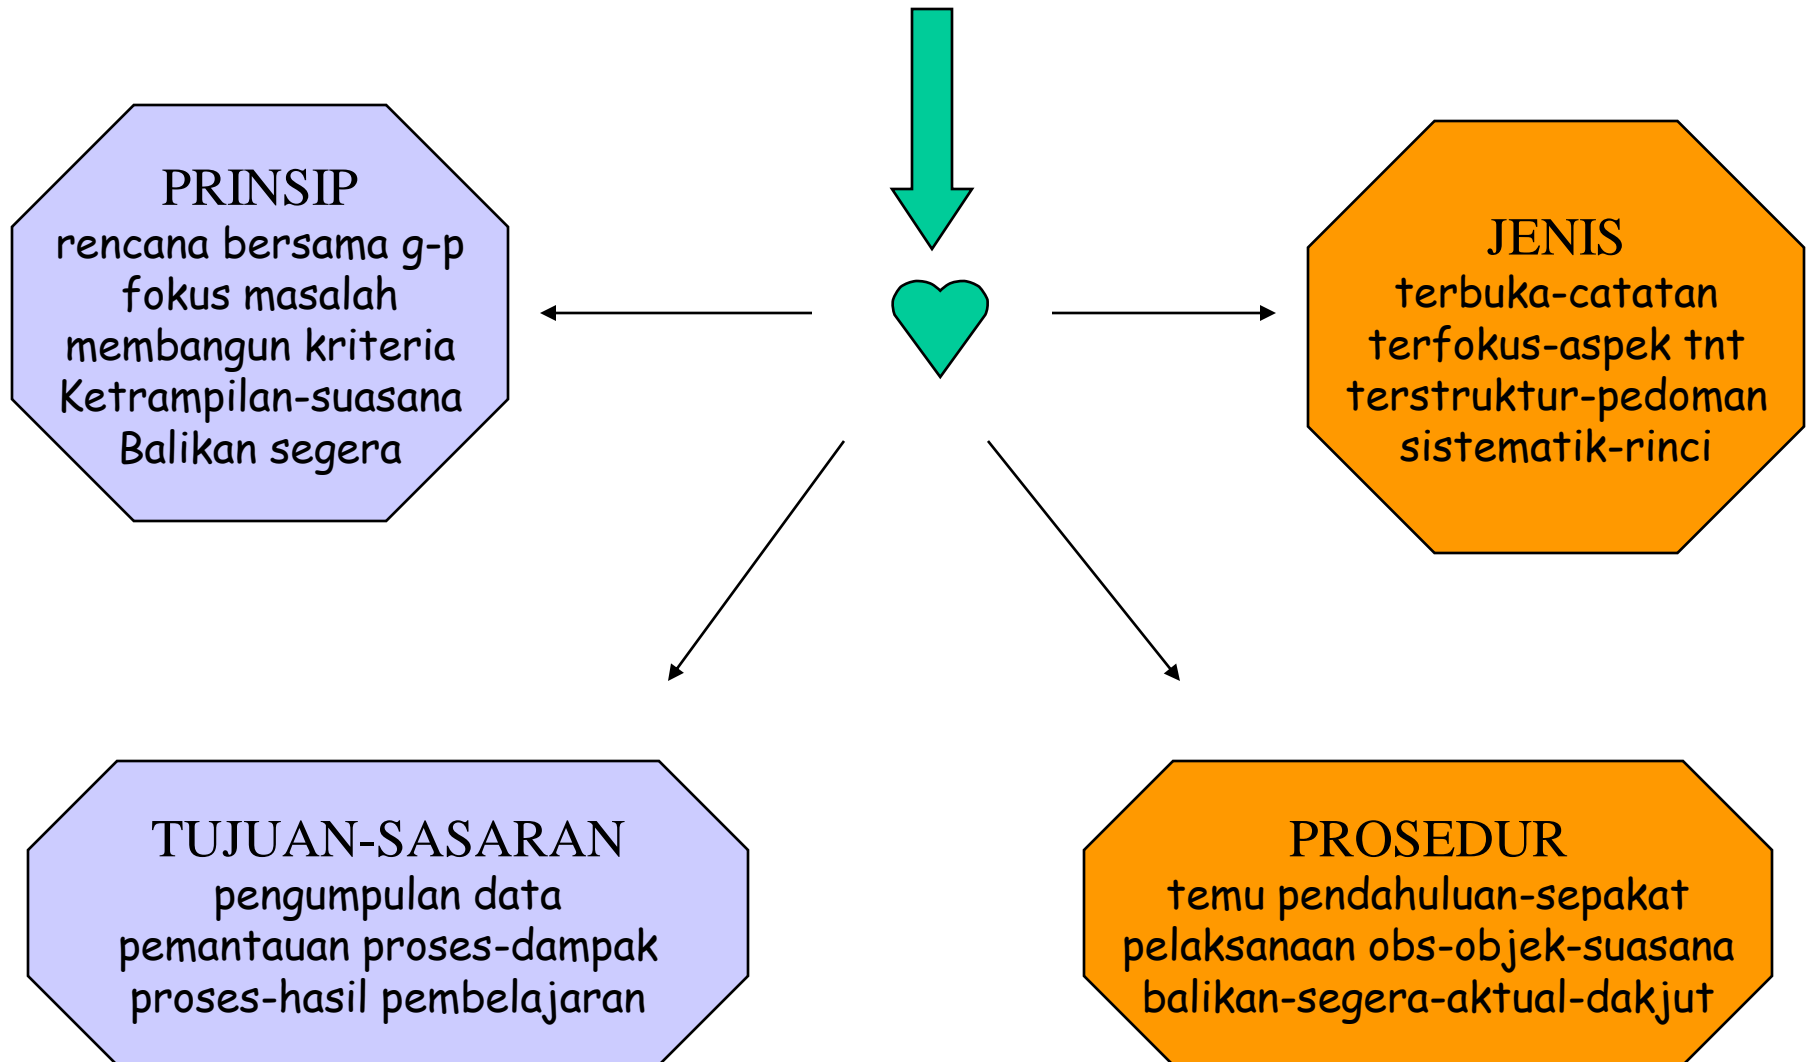 PRINSIP
rencana bersama g-p
fokus masalah
membangun kriteria
Ketrampilan-suasana
Balikan segera
JENIS
terbuka-catatan
terfokus-aspek tnt
terstruktur-pedoman
sistematik-rinci
TUJUAN-SASARAN
pengumpulan data
pemantauan proses-dampak
proses-hasil pembelajaran
PROSEDUR
temu pendahuluan-sepakat
pelaksanaan obs-objek-suasana
balikan-segera-aktual-dakjut